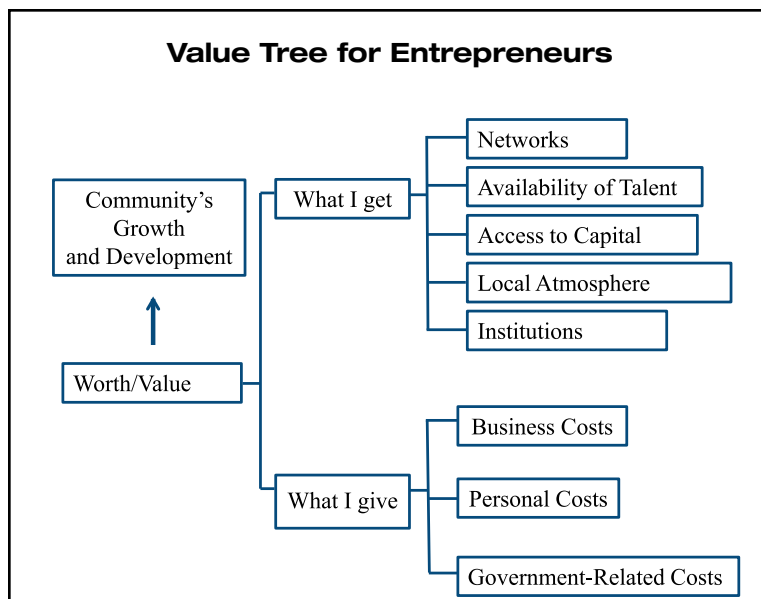 Value Tree for Entrepreneurs
Community’s
Growth
and Development
Worth/Value
What I get
Networks
Availability of Talent
Access to Capital
Local Atmosphere
Institutions
What I give
Business Costs
Personal Costs
Government-Related Costs